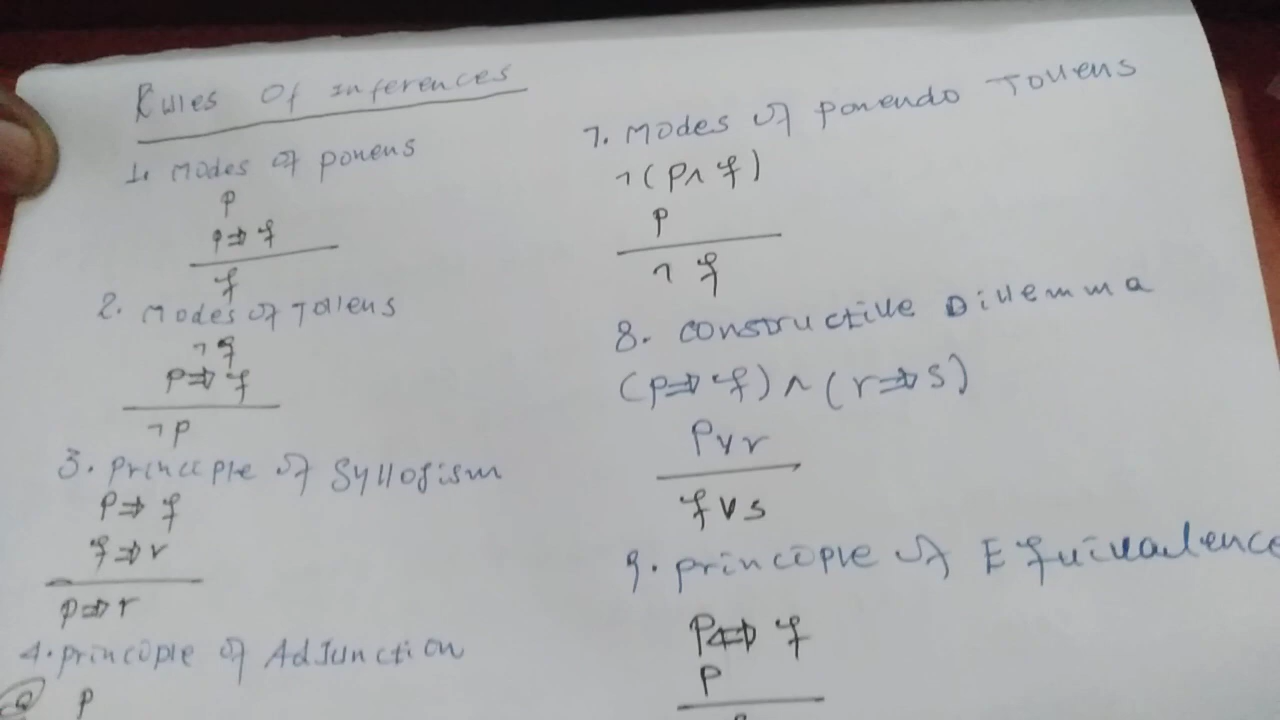 Rules Of Inferences
1. Modes of ponens
p
p⇒q
q
2. Modes of Tollens
¬q
p⇒q
¬p
3. principle of Syllogism
p⇒q
q⇒r
p⇒r
4. principle of AdJunction
p
7. Modes of ponendo Tollens
¬(p∧q)
p
¬q
8. constructive Dillemma
(p⇒q)∧(r⇒s)
p∨r
q∨s
9. principle of Equivalence
p⇔q
p